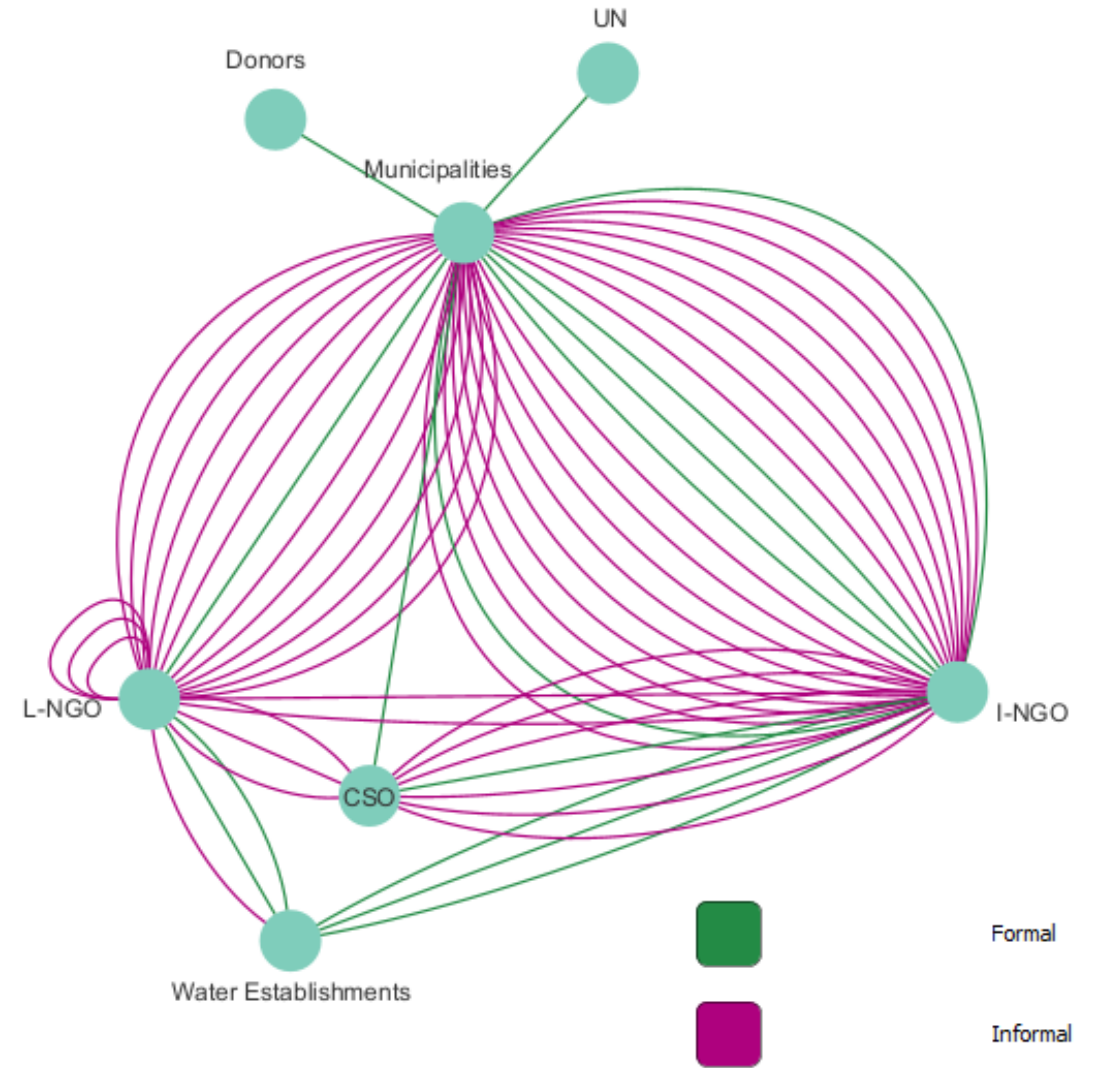 UN
Donors
Municipalities
L-NGO
I-NGO
CSO
Water Establishments
Formal
Informal